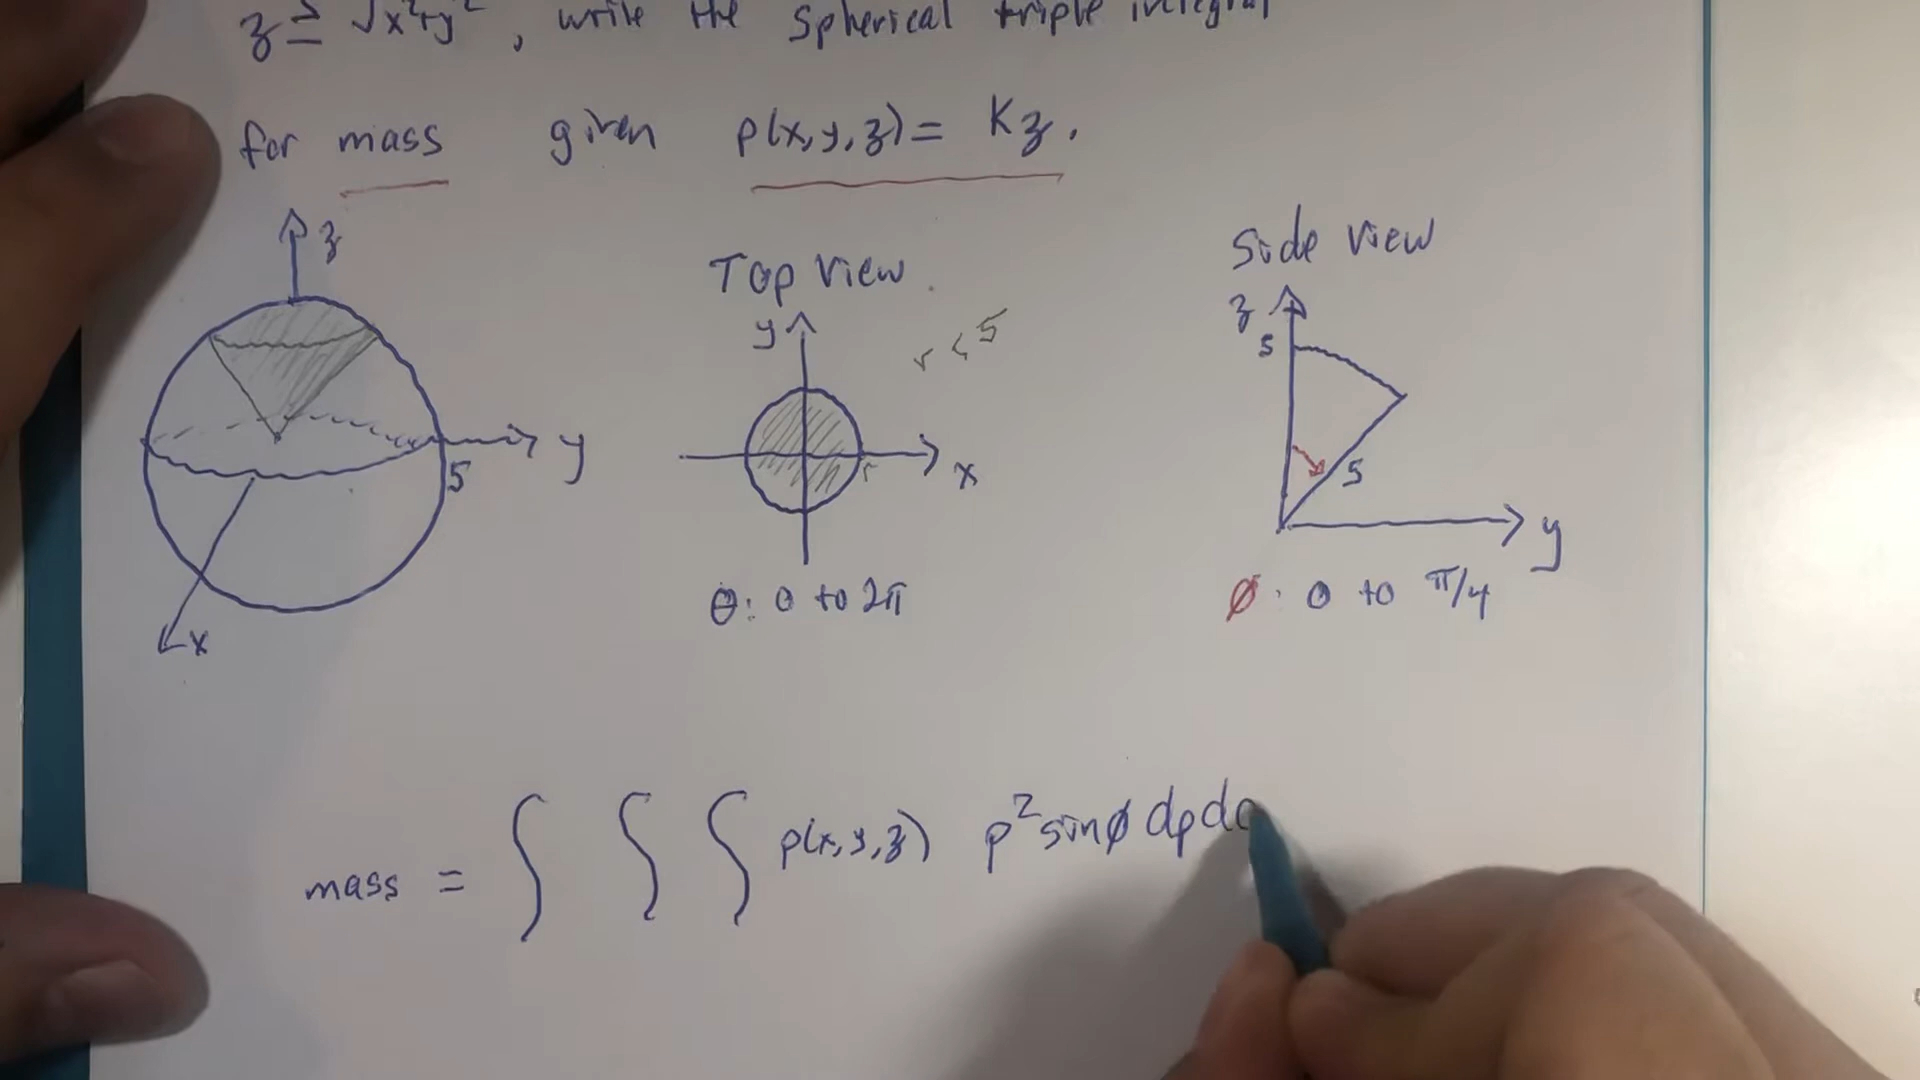 z ≥ √x²+y² , write the spherical triple integral
for mass given ρ(x,y,z) = Kz.
z
y
5
x
Top View
y
r < 5
x
r
θ: 0 to 2π
Side view
z
5
5
y
ø: 0 to π/4
mass = ∫ ∫ ∫ ρ(x,y,z) ρ² sinø dρ d